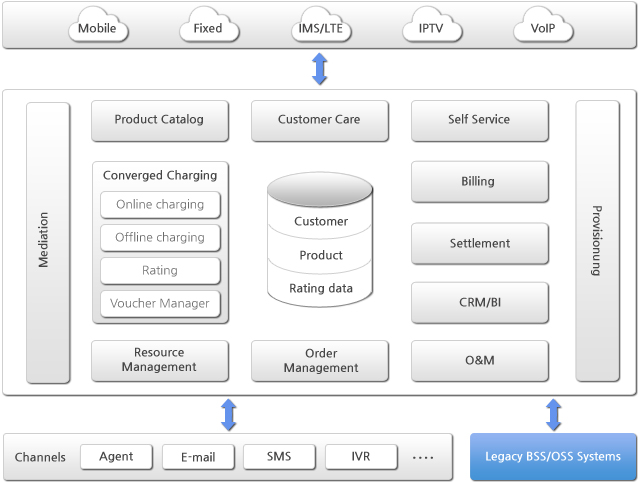 Mobile
Fixed
IMS/LTE
IPTV
VoIP
Mediation
Product Catalog
Customer Care
Self Service
Converged Charging
Online charging
Offline charging
Rating
Voucher Manager
Customer
Product
Rating data
Billing
Settlement
CRM/BI
Resource
Management
Order
Management
O&M
Provisionung
Channels
Agent
E-mail
SMS
IVR
....
Legacy BSS/OSS Systems